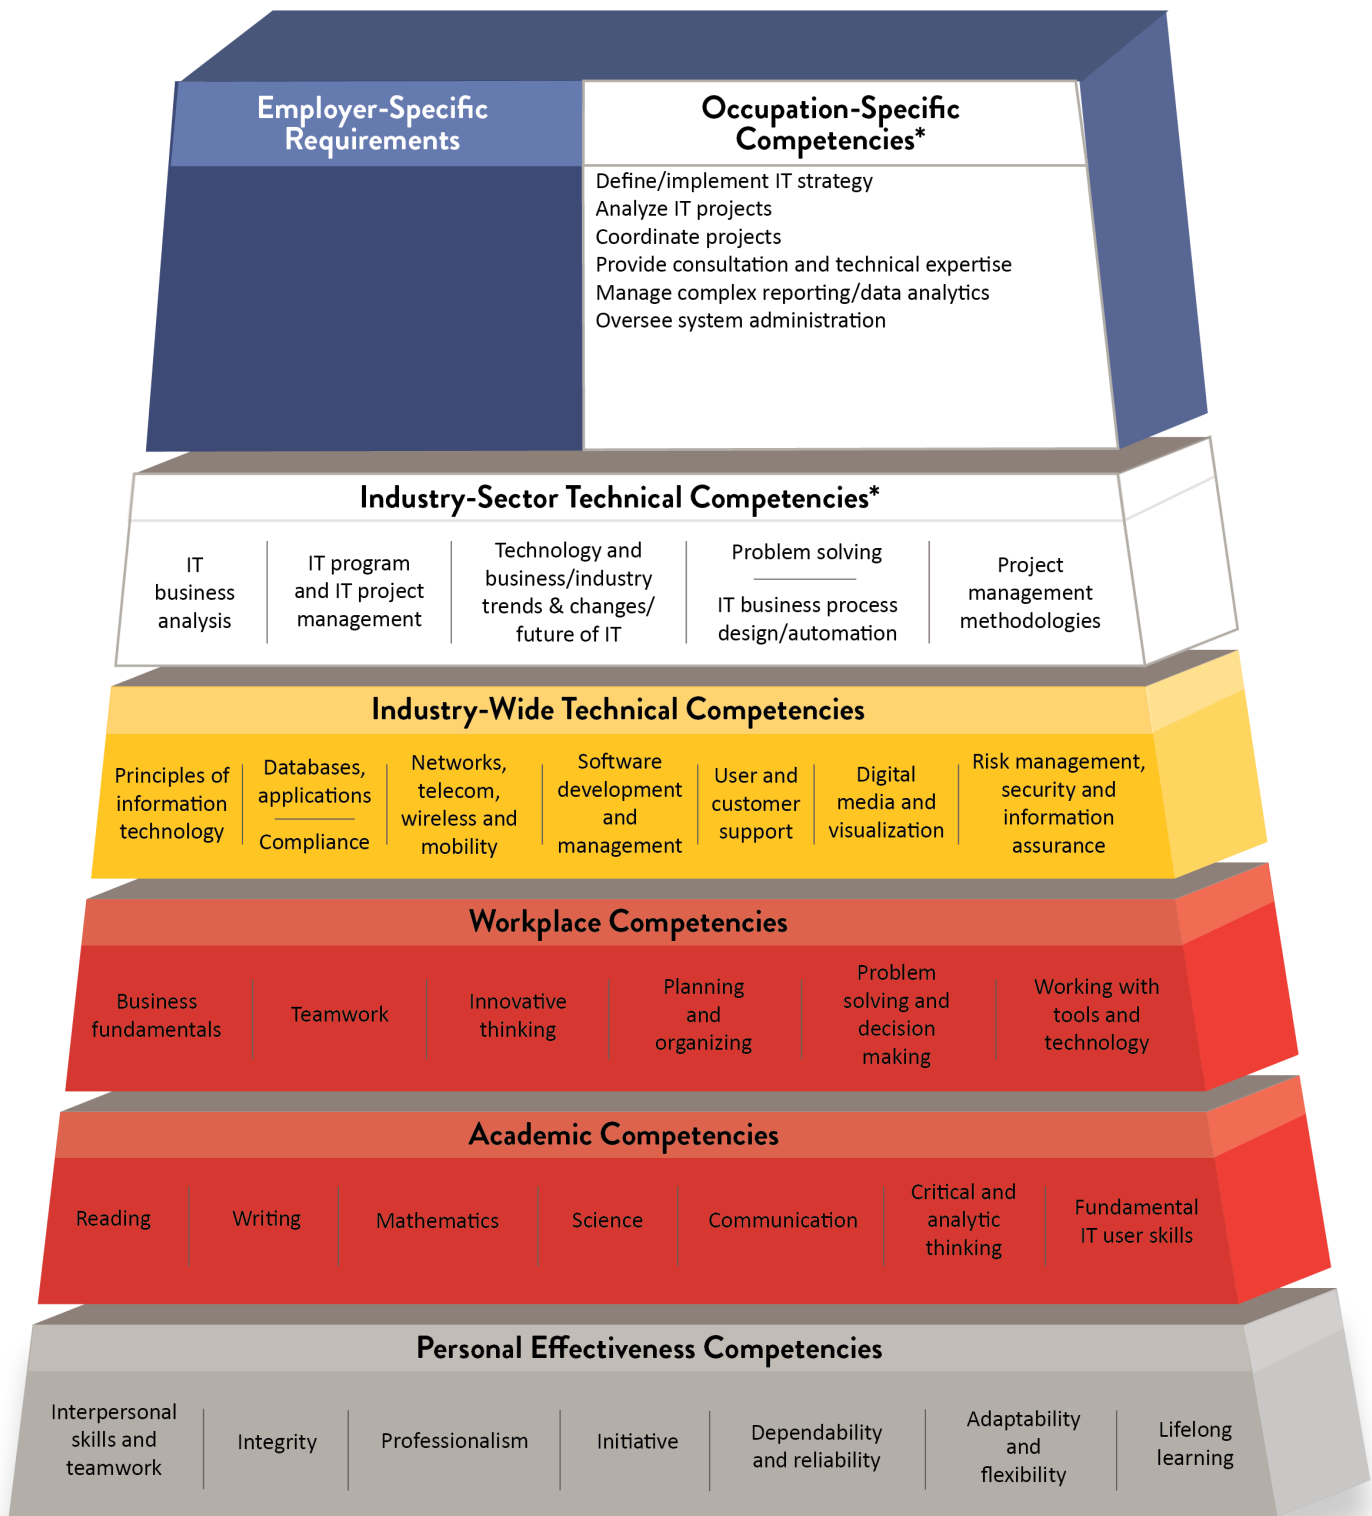 Employer-Specific
Requirements
Occupation-Specific
Competencies*
Define/implement IT strategy
Analyze IT projects
Coordinate projects
Provide consultation and technical expertise
Manage complex reporting/data analytics
Oversee system administration
Industry-Sector Technical Competencies*
IT
business
analysis
IT program
and IT project
management
Technology and
business/industry
trends & changes/
future of IT
Problem solving
IT business process
design/automation
Project
management
methodologies
Industry-Wide Technical Competencies
Principles of
information
technology
Databases,
applications
Compliance
Networks,
telecom,
wireless and
mobility
Software
development
and
management
User and
customer
support
Digital
media and
visualization
Risk management,
security and
information
assurance
Workplace Competencies
Business
fundamentals
Teamwork
Innovative
thinking
Planning
and
organizing
Problem
solving and
decision
making
Working with
tools and
technology
Academic Competencies
Reading
Writing
Mathematics
Science
Communication
Critical and
analytic
thinking
Fundamental
IT user skills
Personal Effectiveness Competencies
Interpersonal
skills and
teamwork
Integrity
Professionalism
Initiative
Dependability
and reliability
Adaptability
and
flexibility
Lifelong
learning